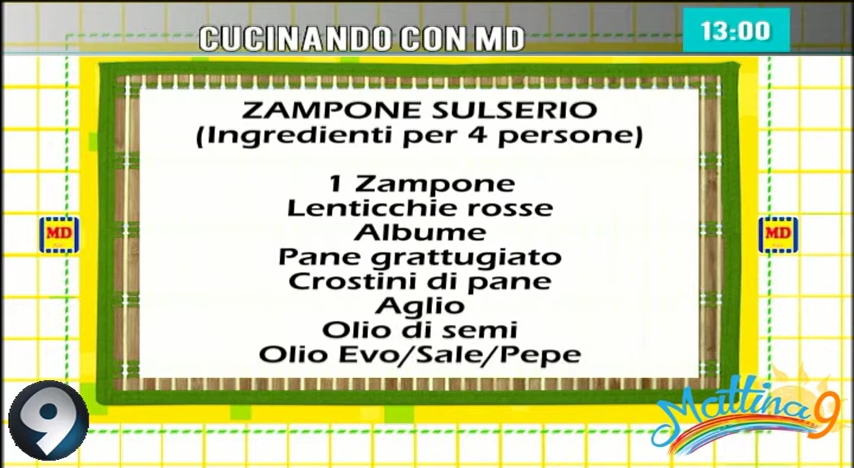 CUCINANDO CON MD
13:00
ZAMPONE SULSERIO
(Ingredienti per 4 persone)
1 Zampone
Lenticchie rosse
Albume
Pane grattugiato
Crostini di pane
Aglio
Olio di semi
Olio Evo/Sale/Pepe
MD
MD
9
Mattina 9